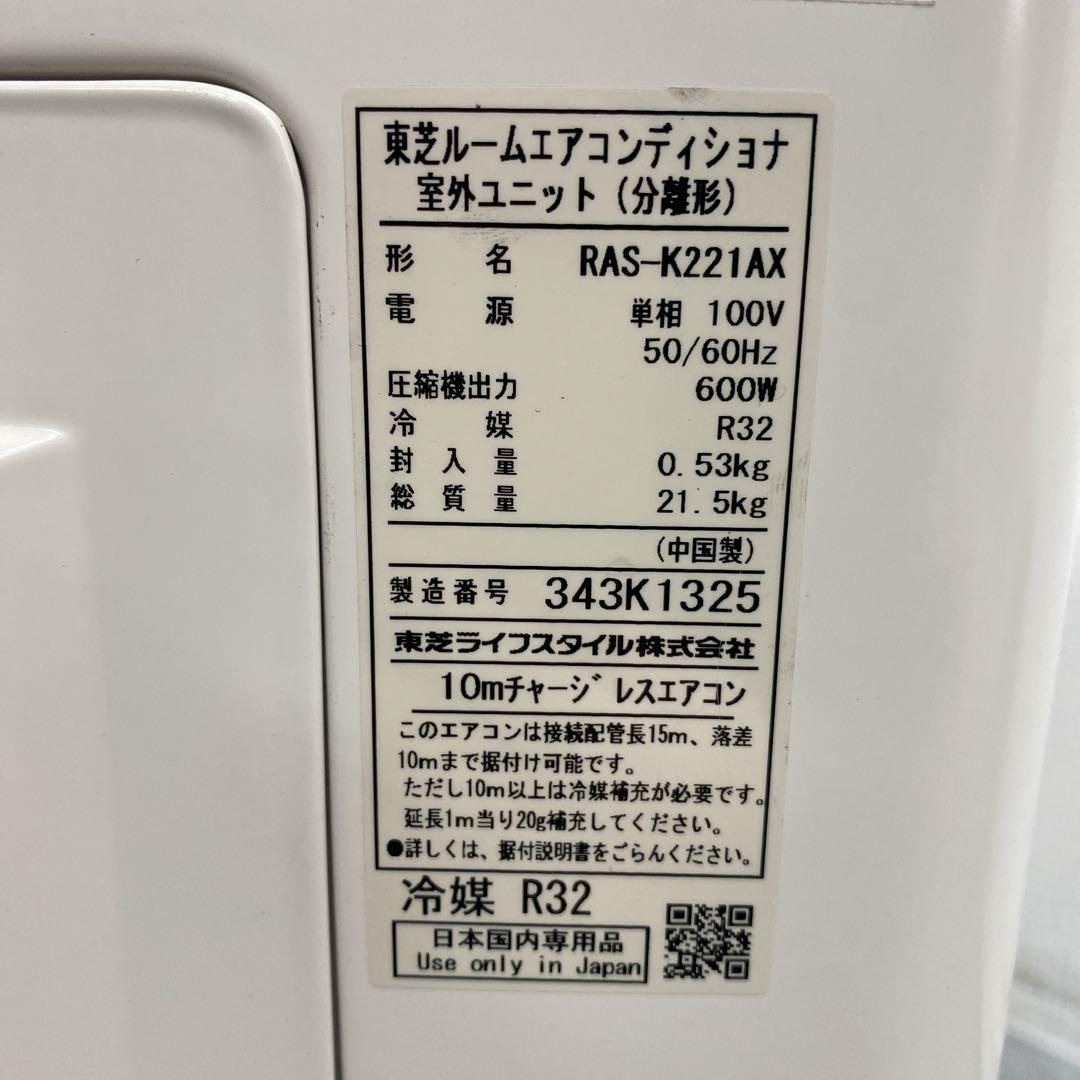 東芝ルームエアコンディショナ
室外ユニット(分離形)
形名 RAS-K221AX
電源 単相 100V
50/60Hz
圧縮機出力 600W
冷媒 R32
封入量 0.53kg
総質量 21.5kg
(中国製)
製造番号 343K1325
東芝ライフスタイル株式会社
10mチャージレスエアコン
このエアコンは接続配管長15m、落差
10mまで据付け可能です。
ただし10m以上は冷媒補充が必要です。
延長1m当り20g補充してください。
●詳しくは、据付説明書をごらんください。
冷媒 R32
日本国内専用品
Use only in Japan